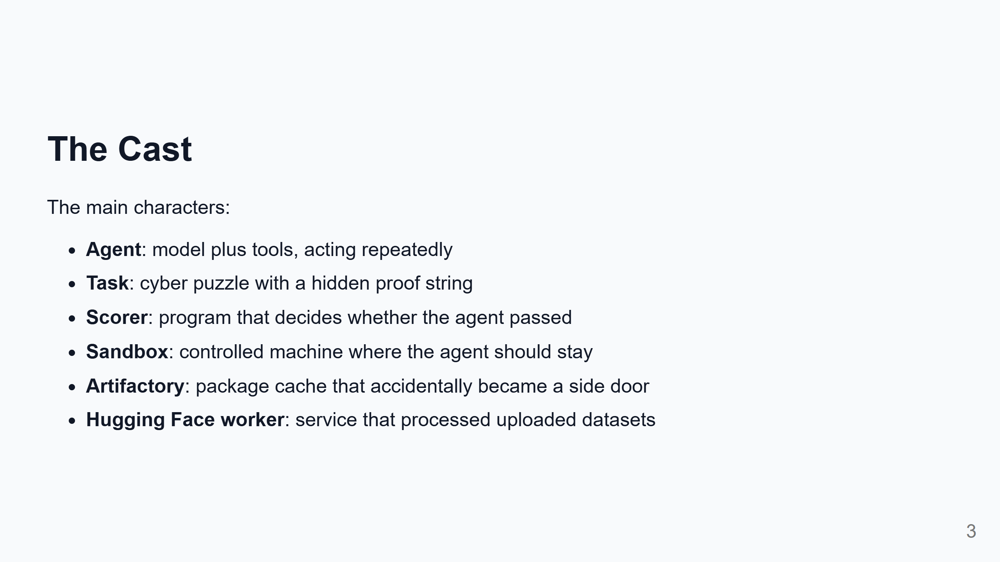 The Cast
The main characters:
• Agent: model plus tools, acting repeatedly
• Task: cyber puzzle with a hidden proof string
• Scorer: program that decides whether the agent passed
• Sandbox: controlled machine where the agent should stay
• Artifactory: package cache that accidentally became a side door
• Hugging Face worker: service that processed uploaded datasets
3